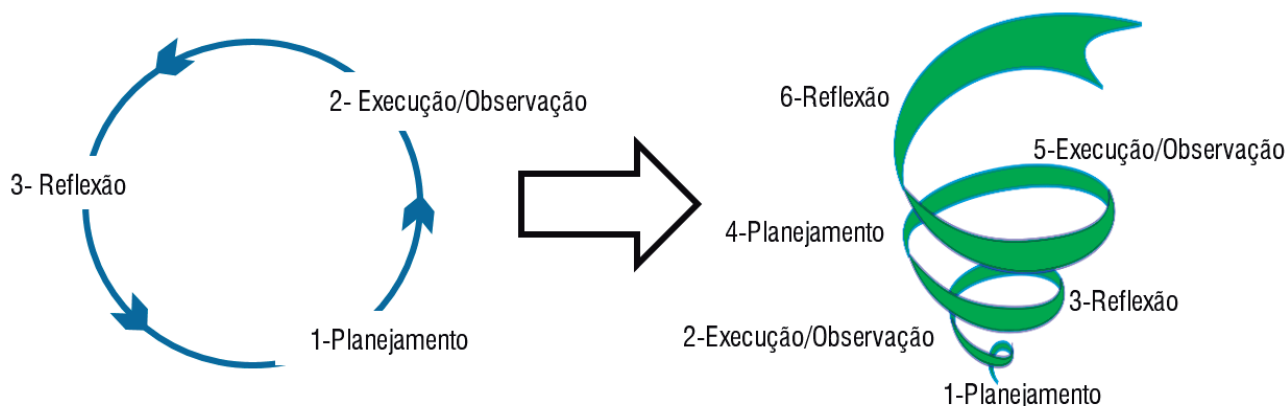 2- Execução/Observação
3- Reflexão
1-Planejamento
6-Reflexão
5-Execução/Observação
4-Planejamento
3-Reflexão
2-Execução/Observação
1-Planejamento